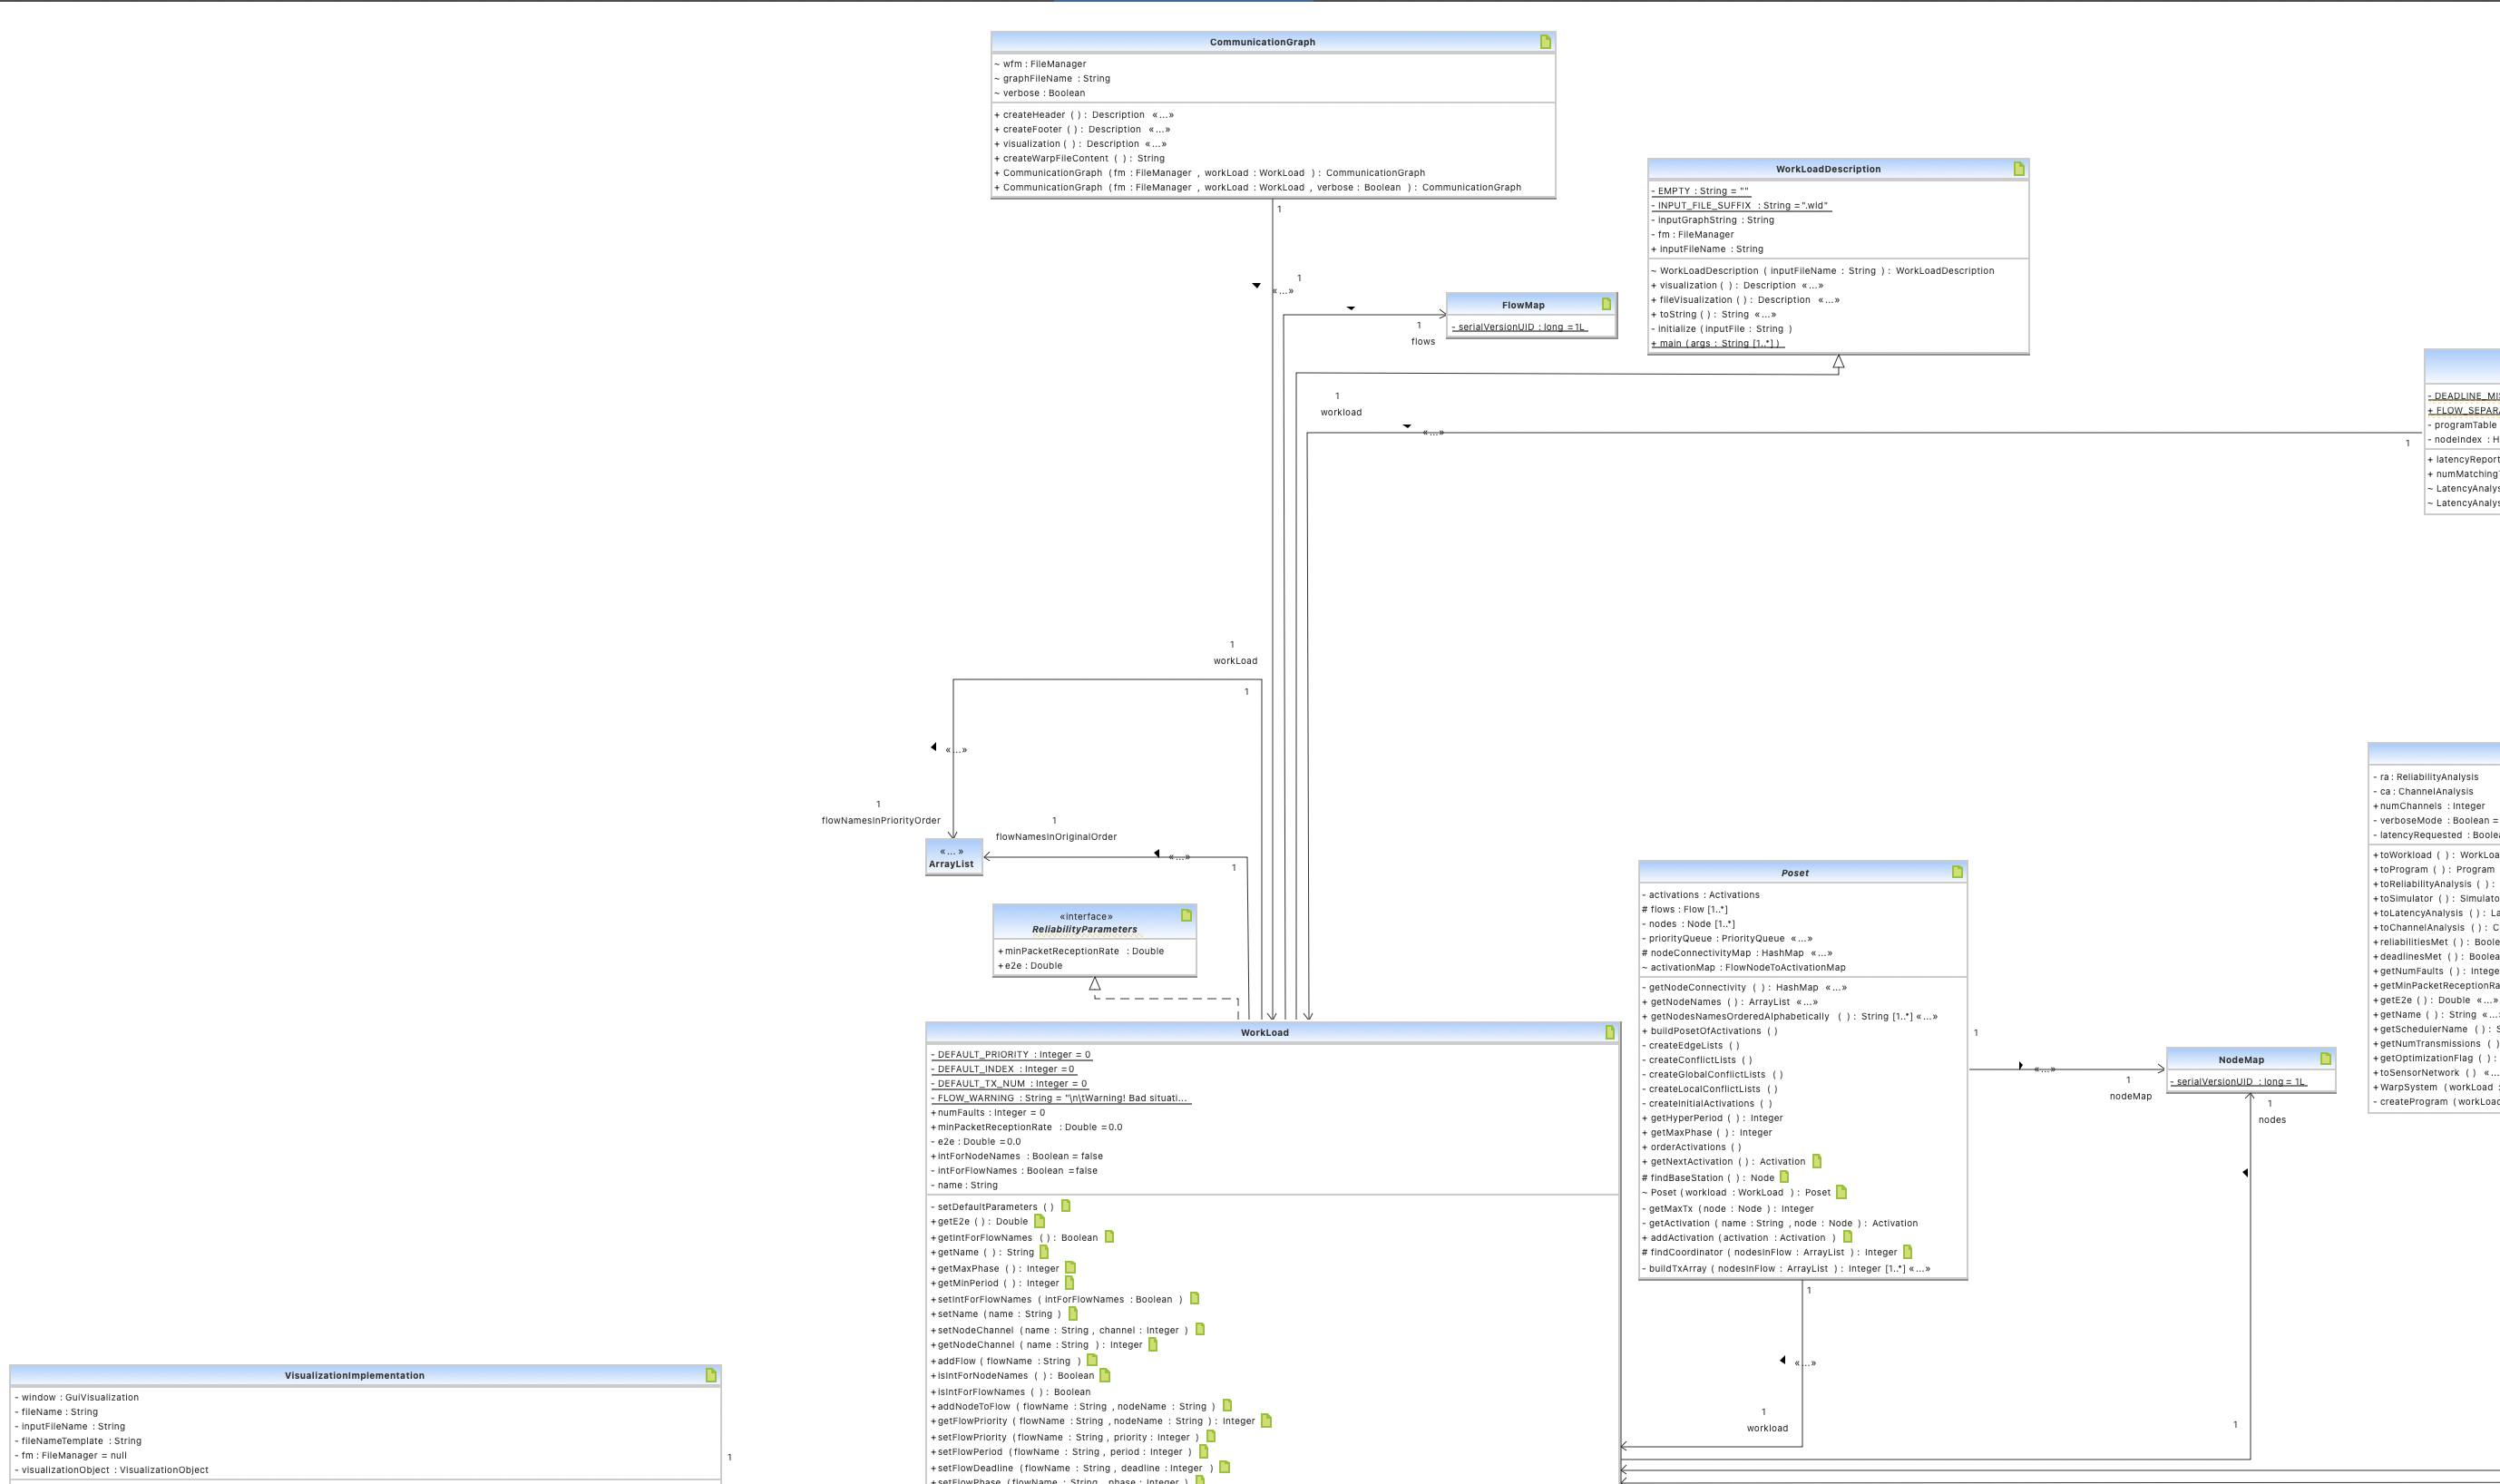 CommunicationGraph
~ wfm : FileManager
~ graphFileName : String
~ verbose : Boolean
+ createHeader ( ) : Description «...»
+ createFooter ( ) : Description «...»
+ visualization ( ) : Description «...»
+ createWarpFileContent ( ) : String
+ CommunicationGraph ( fm : FileManager , workLoad : WorkLoad ) : CommunicationGraph
+ CommunicationGraph ( fm : FileManager , workLoad : WorkLoad , verbose : Boolean ) : CommunicationGraph
1
1
«...»
WorkLoadDescription
- EMPTY : String = ""
- INPUT_FILE_SUFFIX : String =".wld"
- inputGraphString : String
- fm : FileManager
+ inputFileName : String
~ WorkLoadDescription ( inputFileName : String ) : WorkLoadDescription
+ visualization ( ) : Description «...»
+ fileVisualization ( ) : Description «...»
+ toString ( ) : String «...»
- initialize ( inputFile : String )
+ main ( args : String [1..*] )
FlowMap
- serialVersionUID : long = 1L
1
flows
1
workload
«...»
1
- DEADLINE_MIS
+ FLOW_SEPARA
- programTable
- nodeIndex : H
+ latencyReport
+ numMatching
~ LatencyAnalys
~ LatencyAnalys
1
workLoad
1
«...»
1
flowNamesInPriorityOrder
1
flowNamesInOriginalOrder
«...»
ArrayList
«...»
1
«interface»
ReliabilityParameters
+ minPacketReceptionRate : Double
+ e2e : Double
WorkLoad
- DEFAULT_PRIORITY : Integer = 0
- DEFAULT_INDEX : Integer = 0
- DEFAULT_TX_NUM : Integer = 0
- FLOW_WARNING : String = "\n\tWarning! Bad situati...
+ numFaults : Integer = 0
+ minPacketReceptionRate : Double = 0.0
- e2e : Double = 0.0
+ intForNodeNames : Boolean = false
- intForFlowNames : Boolean = false
- name : String
- setDefaultParameters ( )
+ getE2e ( ) : Double
+ getIntForFlowNames ( ) : Boolean
+ getName ( ) : String
+ getMaxPhase ( ) : Integer
+ getMinPeriod ( ) : Integer
+ setIntForFlowNames ( intForFlowNames : Boolean )
+ setName ( name : String )
+ setNodeChannel ( name : String , channel : Integer )
+ getNodeChannel ( name : String ) : Integer
+ addFlow ( flowName : String )
+ isIntForNodeNames ( ) : Boolean
+ isIntForFlowNames ( ) : Boolean
+ addNodeToFlow ( flowName : String , nodeName : String )
+ getFlowPriority ( flowName : String , nodeName : String ) : Integer
+ setFlowPriority ( flowName : String , priority : Integer )
+ setFlowPeriod ( flowName : String , period : Integer )
+ setFlowDeadline ( flowName : String , deadline : Integer )
+ setFlowPhase ( flowName : String , phase : Integer )
Poset
- activations : Activations
# flows : Flow [1..*]
- nodes : Node [1..*]
- priorityQueue : PriorityQueue «...»
# nodeConnectivityMap : HashMap «...»
~ activationMap : FlowNodeToActivationMap
- getNodeConnectivity ( ) : HashMap «...»
+ getNodeNames ( ) : ArrayList «...»
+ getNodesNamesOrderedAlphabetically ( ) : String [1..*] «...»
+ buildPosetOfActivations ( )
- createEdgeLists ( )
- createConflictLists ( )
- createGlobalConflictLists ( )
- createLocalConflictLists ( )
- createInitialActivations ( )
+ getHyperPeriod ( ) : Integer
+ getMaxPhase ( ) : Integer
+ orderActivations ( )
+ getNextActivation ( ) : Activation
# findBaseStation ( ) : Node
~ Poset ( workload : WorkLoad ) : Poset
- getMaxTx ( node : Node ) : Integer
- getActivation ( name : String , node : Node ) : Activation
+ addActivation ( activation : Activation )
# findCoordinator ( nodesInFlow : ArrayList ) : Integer
- buildTxArray ( nodesInFlow : ArrayList ) : Integer [1..*] «...»
1
«...»
1
workload
1
«...»
1
nodeMap
NodeMap
- serialVersionUID : long = 1L
1
nodes
1
- ra : ReliabilityAnalysis
- ca : ChannelAnalysis
+ numChannels : Integer
- verboseMode : Boolean =
- latencyRequested : Boolea
+ toWorkload ( ) : WorkLoa
+ toProgram ( ) : Program
+ toReliabilityAnalysis ( ) :
+ toSimulator ( ) : Simulato
+ toLatencyAnalysis ( ) : La
+ toChannelAnalysis ( ) : C
+ reliabilitiesMet ( ) : Boole
+ deadlinesMet ( ) : Boolea
+ getNumFaults ( ) : Intege
+ getMinPacketReceptionRa
+ getE2e ( ) : Double «...»
+ getName ( ) : String «...
+ getSchedulerName ( ) : S
+ getNumTransmissions ( )
+ getOptimizationFlag ( ) :
+ toSensorNetwork ( ) «...
+ WarpSystem ( workLoad :
- createProgram ( workLoad
VisualizationImplementation
- window : GuiVisualization
- fileName : String
- inputFileName : String
- fileNameTemplate : String
- fm : FileManager = null
- visualizationObject : VisualizationObject
1